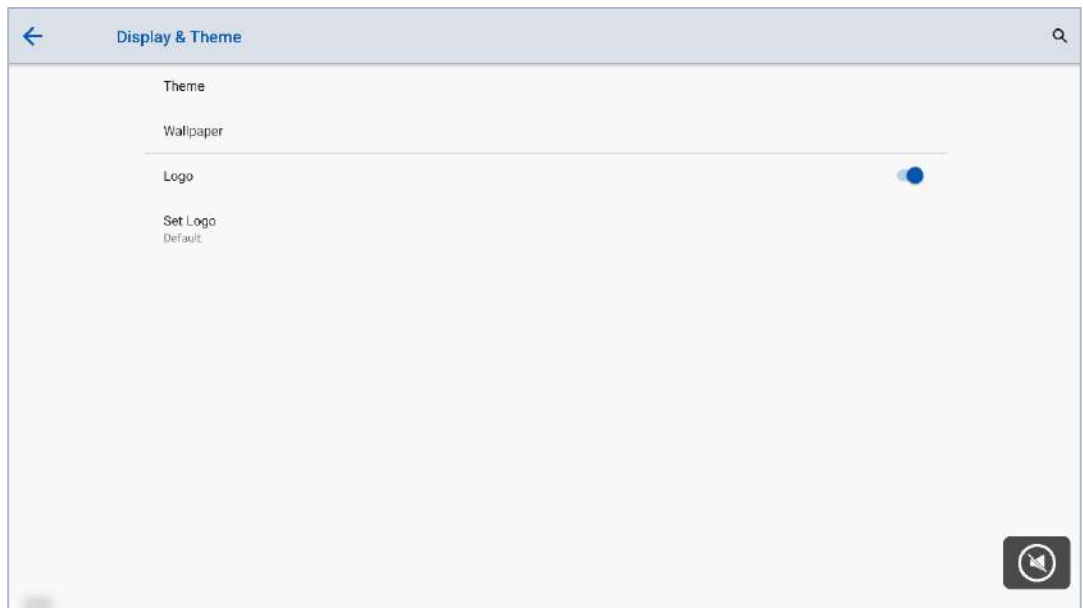 Display & Theme
Theme
Wallpaper
Logo
Set Logo
Default